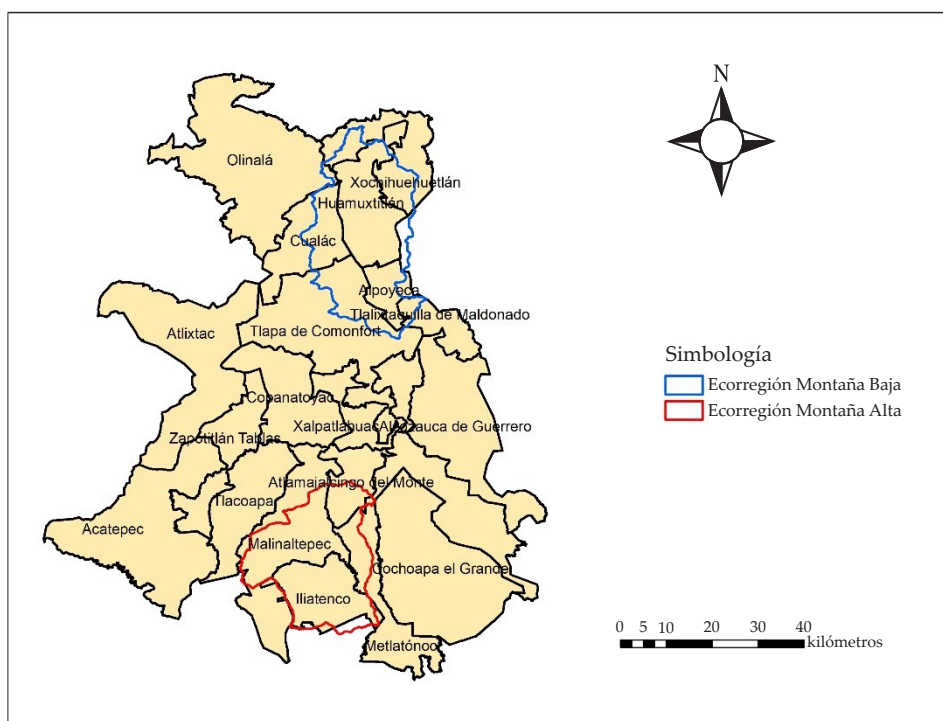 N
Olinalá
Xochihuehuetlán
Huamuxtitlán
Cualác
Alpoyeca
Tlalixtaquilla de Maldonado
Atlixtac
Tlapa de Comonfort
Simbología
Ecorregión Montaña Baja
Ecorregión Montaña Alta
Copanatoyac
Xalpatlahuac
Alcozauca de Guerrero
Zapotitlán Tablas
Atlamajalcingo del Monte
Tlacoapa
Acatepec
Malinaltepec
Cochoapa el Grande
Iliatenco
Metlatónoc
0 5 10 20 30 40
kilómetros